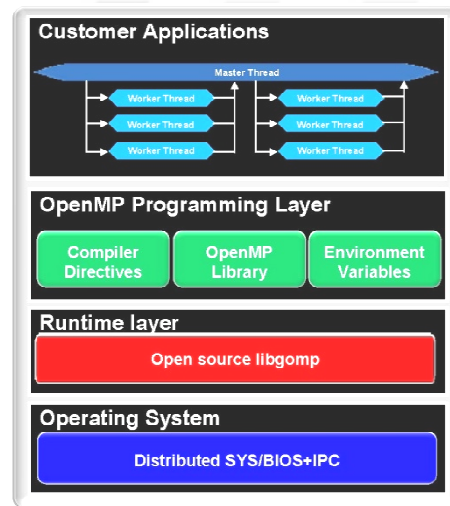 Customer Applications
Master Thread
Worker Thread Worker Thread
Worker Thread Worker Thread
Worker Thread Worker Thread
OpenMP Programming Layer
Compiler Directives
OpenMP Library
Environment Variables
Runtime layer
Open source libgomp
Operating System
Distributed SYS/BIOS+IPC